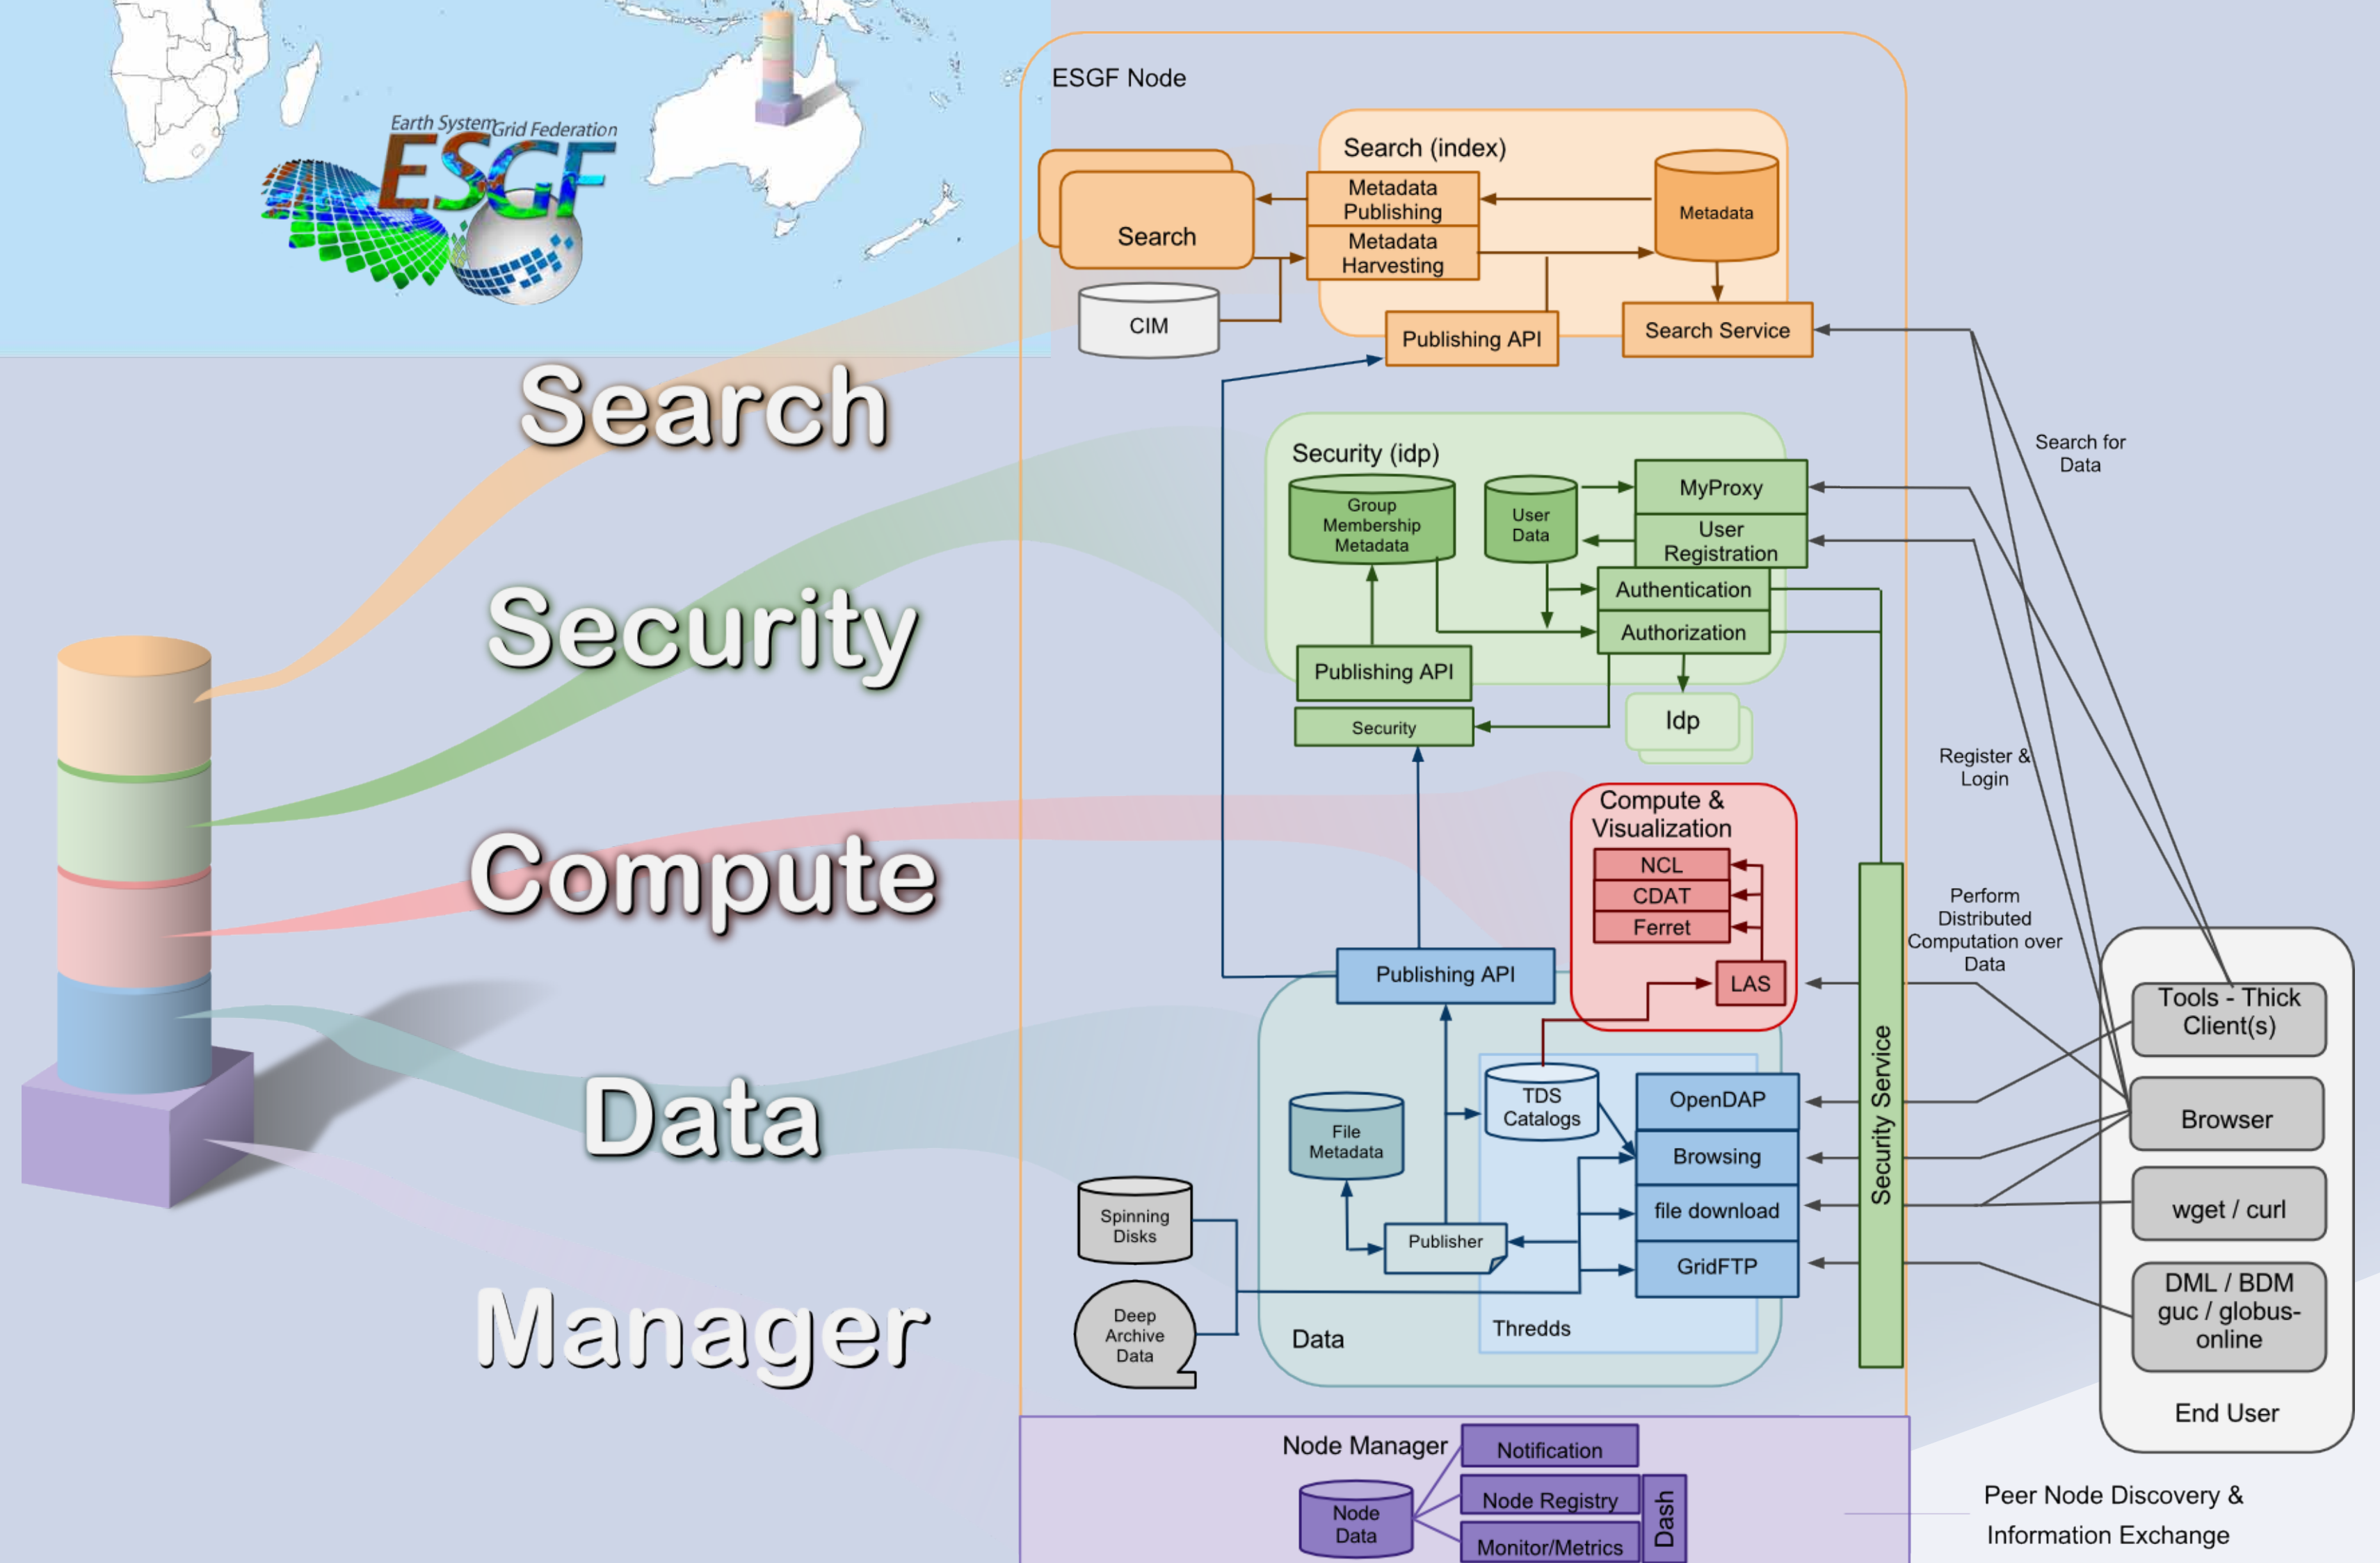 Earth System Grid Federation
ESGF
Search
Security
Compute
Data
Manager
ESGF Node
Search (index)
Metadata
Publishing
Metadata
Harvesting
Metadata
Search
CIM
Publishing API
Search Service
Security (idp)
Group
Membership
Metadata
User
Data
MyProxy
User
Registration
Authentication
Authorization
Publishing API
Security
Idp
Compute &
Visualization
NCL
CDAT
Ferret
LAS
Publishing API
TDS
Catalogs
File
Metadata
OpenDAP
Browsing
file download
GridFTP
Publisher
Thredds
Data
Spinning
Disks
Deep
Archive
Data
Security Service
Search for
Data
Register &
Login
Perform
Distributed
Computation over
Data
Tools - Thick
Client(s)
Browser
wget / curl
DML / BDM
guc / globus-
online
End User
Node Manager
Node
Data
Notification
Node Registry
Monitor/Metrics
Dash
Peer Node Discovery &
Information Exchange